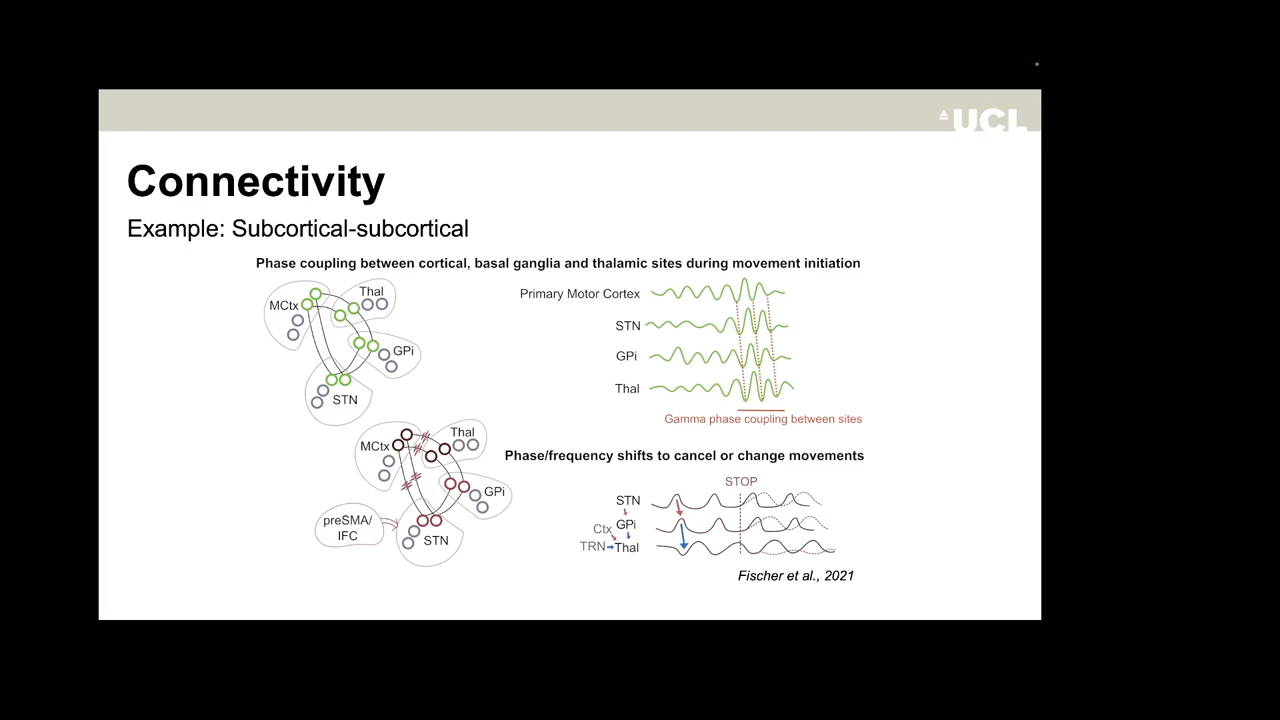 UCL
Connectivity
Example: Subcortical-subcortical
Phase coupling between cortical, basal ganglia and thalamic sites during movement initiation
MCtx
Thal
GPi
STN
Primary Motor Cortex
STN
GPi
Thal
Gamma phase coupling between sites
MCtx
Thal
GPi
STN
preSMA/
IFC
Phase/frequency shifts to cancel or change movements
STOP
STN
Ctx GPi
TRN Thal
Fischer et al., 2021